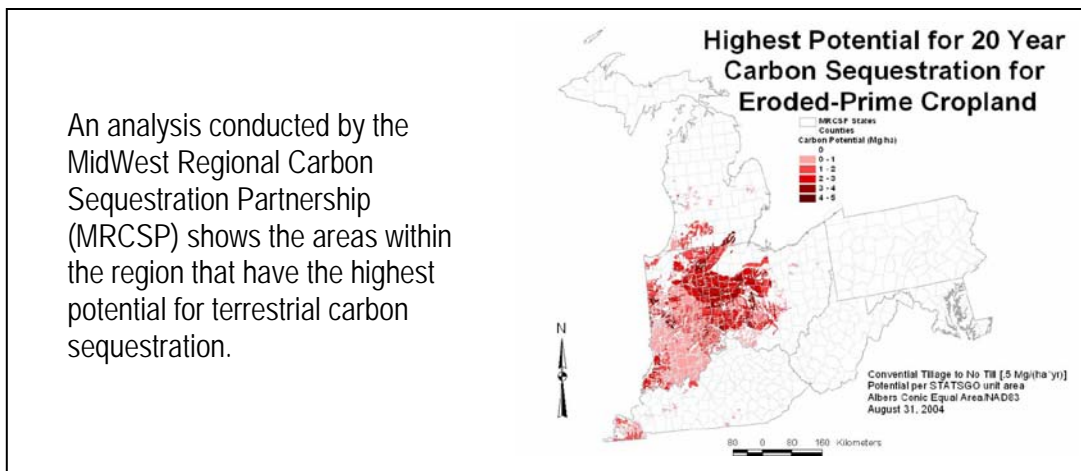 An analysis conducted by the
MidWest Regional Carbon
Sequestration Partnership
(MRCSP) shows the areas within
the region that have the highest
potential for terrestrial carbon
sequestration.
Highest Potential for 20 Year
Carbon Sequestration for
Eroded-Prime Cropland
MRCSP States
Counties
Carbon Potential (Mg/ha)
0
0 - 1
1 - 2
2 - 3
3 - 4
4 - 5
N
Convential Tillage to No Till [.5 Mg/(ha*yr)]
Potential per STATSGO unit area
Albers Conic Equal Area/NAD83
August 31, 2004
80 0 80 160 Kilometers